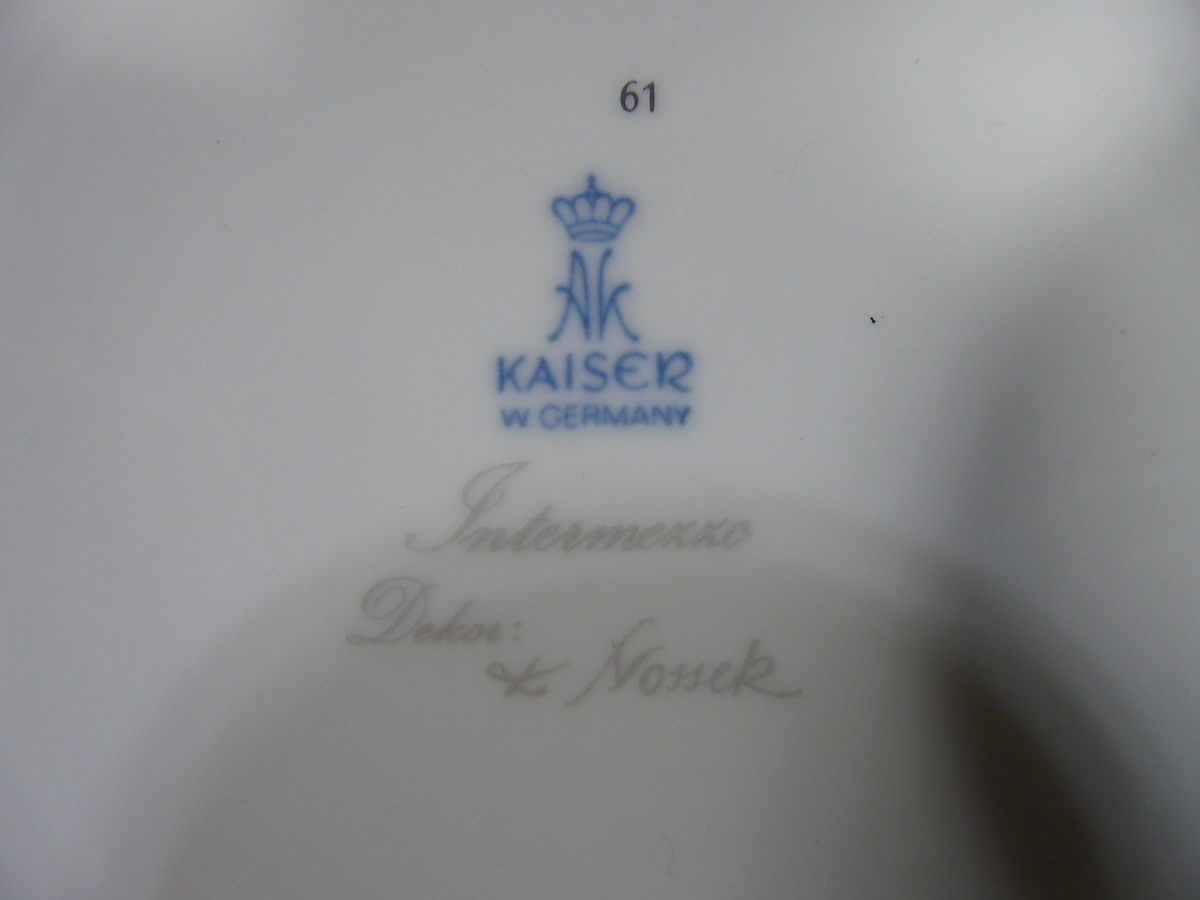 61
AK
KAISER
W GERMANY
Intermezzo
Dekor:
K Nossek